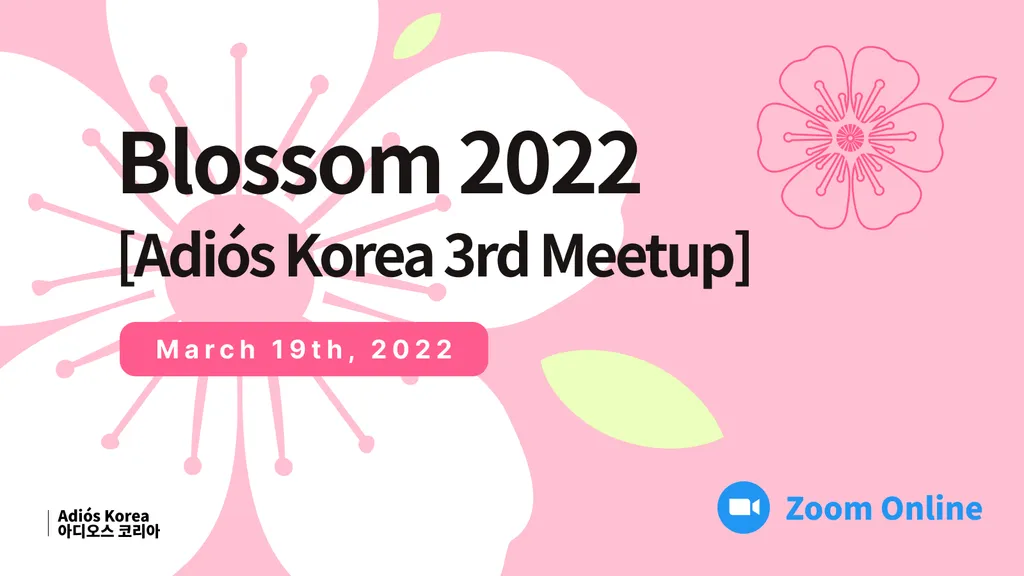 Blossom 2022
[Adiós Korea 3rd Meetup]
March 19th, 2022
Adiós Korea
아디오스 코리아
Zoom Online